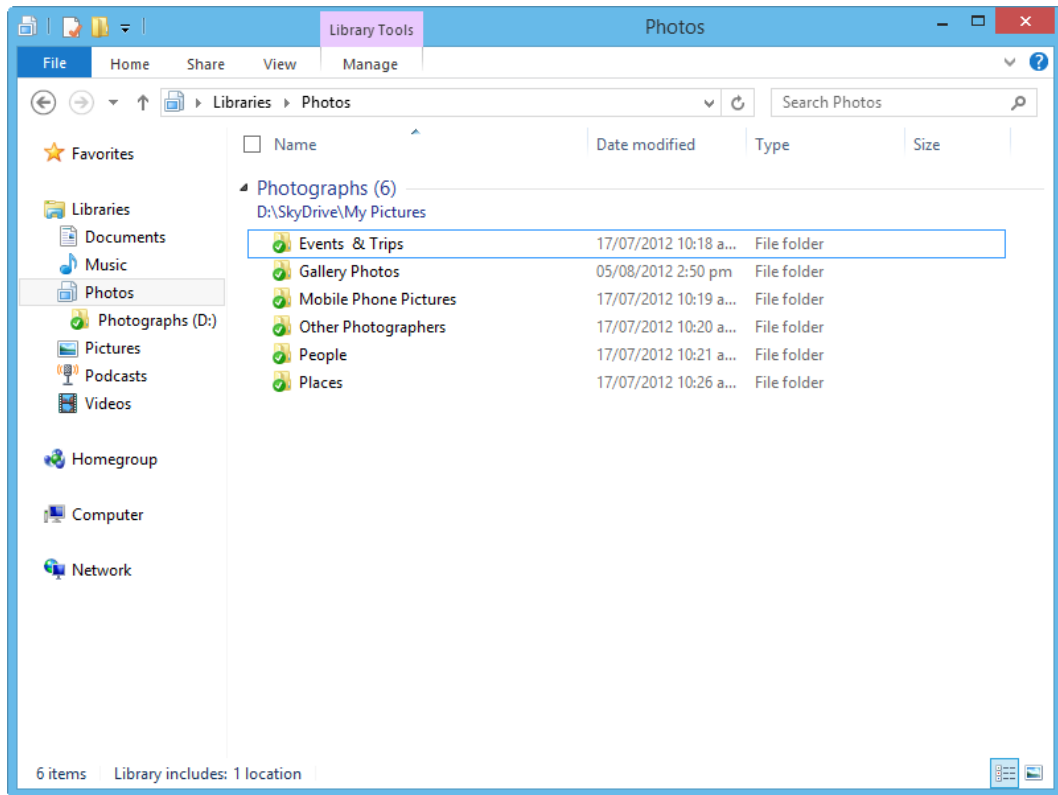 Library Tools
Photos
File Home Share View Manage
Libraries Photos
Search Photos
Name Date modified Type Size
Favorites
Libraries
Documents
Music
Photos
Photographs (D:)
Pictures
Podcasts
Videos
Homegroup
Computer
Network
Photographs (6)
D:\SkyDrive\My Pictures
Events & Trips 17/07/2012 10:18 a... File folder
Gallery Photos 05/08/2012 2:50 pm File folder
Mobile Phone Pictures 17/07/2012 10:19 a... File folder
Other Photographers 17/07/2012 10:20 a... File folder
People 17/07/2012 10:21 a... File folder
Places 17/07/2012 10:26 a... File folder
6 items Library includes: 1 location